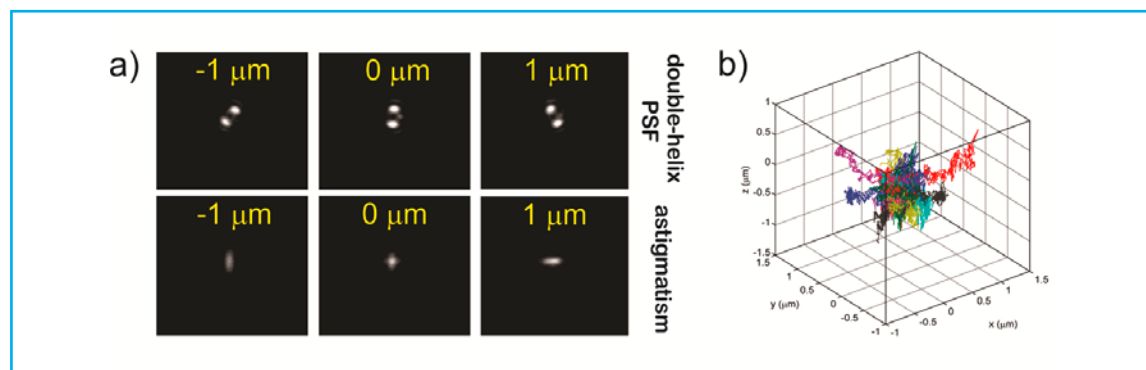 a)
-1 µm
0 µm
1 µm
double-helix
PSF
-1 µm
0 µm
1 µm
astigmatism
b)
1
0.5
0
-0.5
-1
-1.5
z (µm)
1.5
1
0.5
0
-0.5
-1
y (µm)
-1
-0.5
0
0.5
1
1.5
x (µm)